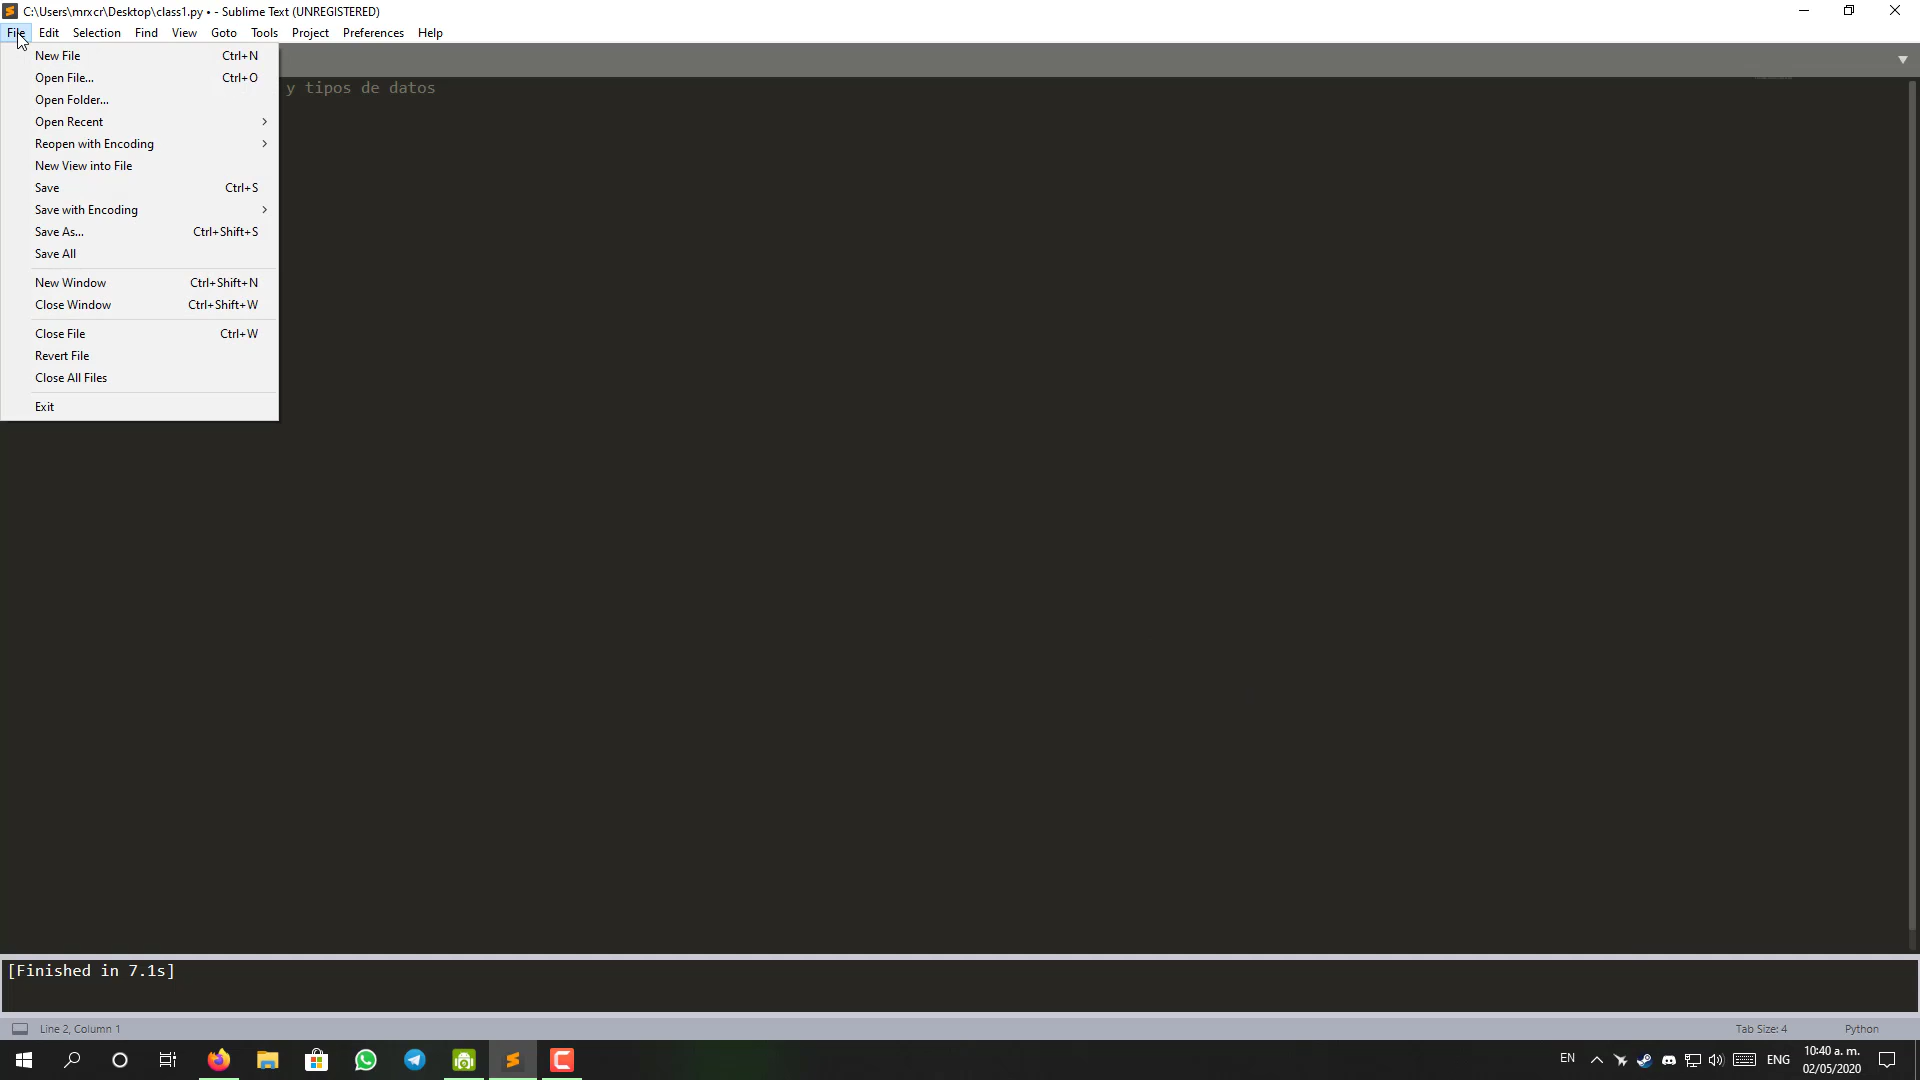 C:\Users\mrxcr\Desktop\class1.py • - Sublime Text (UNREGISTERED)
File Edit Selection Find View Goto Tools Project Preferences Help
New File Ctrl+N
Open File... Ctrl+O
y tipos de datos
Open Folder...
Open Recent
Reopen with Encoding
New View into File
Save Ctrl+S
Save with Encoding
Save As... Ctrl+Shift+S
Save All
New Window Ctrl+Shift+N
Close Window Ctrl+Shift+W
Close File Ctrl+W
Revert File
Close All Files
Exit
[Finished in 7.1s]
Line 2, Column 1 Tab Size: 4 Python
EN ENG 10:40 a. m.
02/05/2020